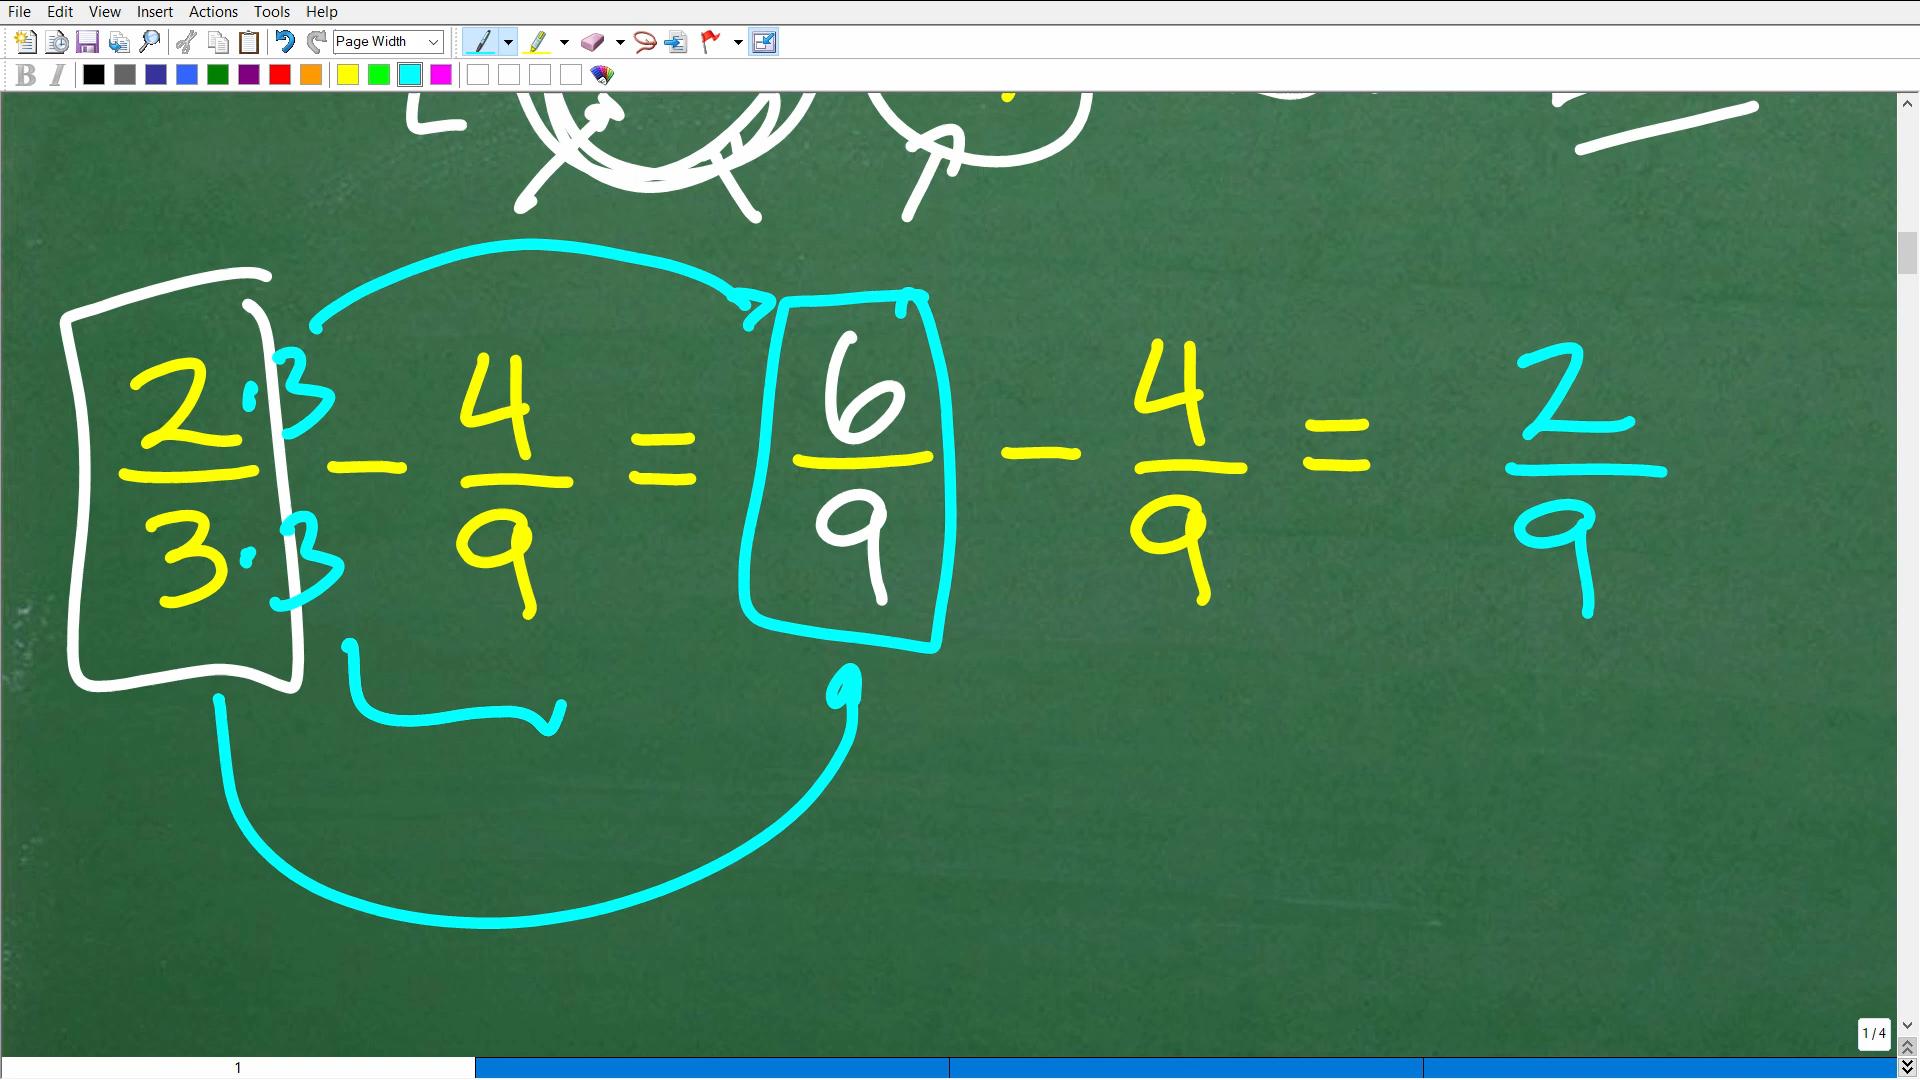 File Edit View Insert Actions Tools Help
Page Width
B I
2·3/3·3 - 4/9 = 6/9 - 4/9 = 2/9
1 / 4
1